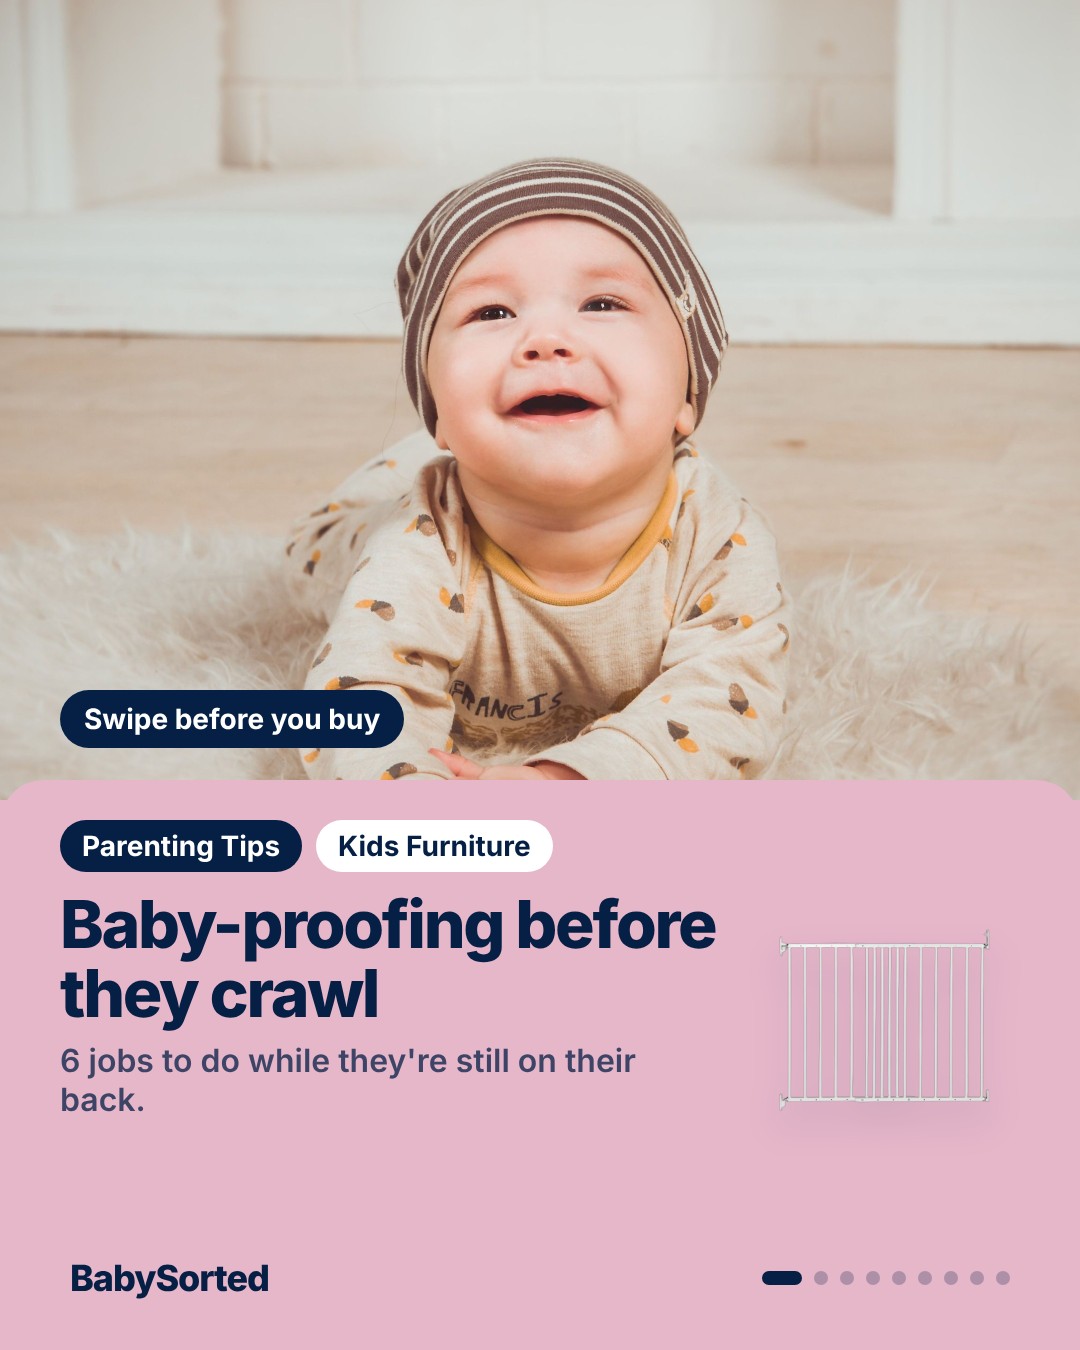 FRANCIS
Swipe before you buy
Parenting Tips
Kids Furniture
Baby-proofing before
they crawl
6 jobs to do while they're still on their
back.
BabySorted